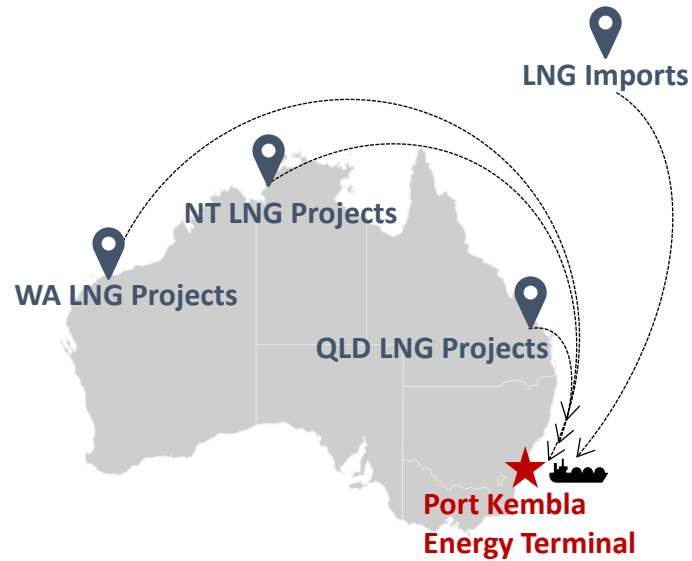 LNG Imports
NT LNG Projects
WA LNG Projects
QLD LNG Projects
Port Kembla
Energy Terminal